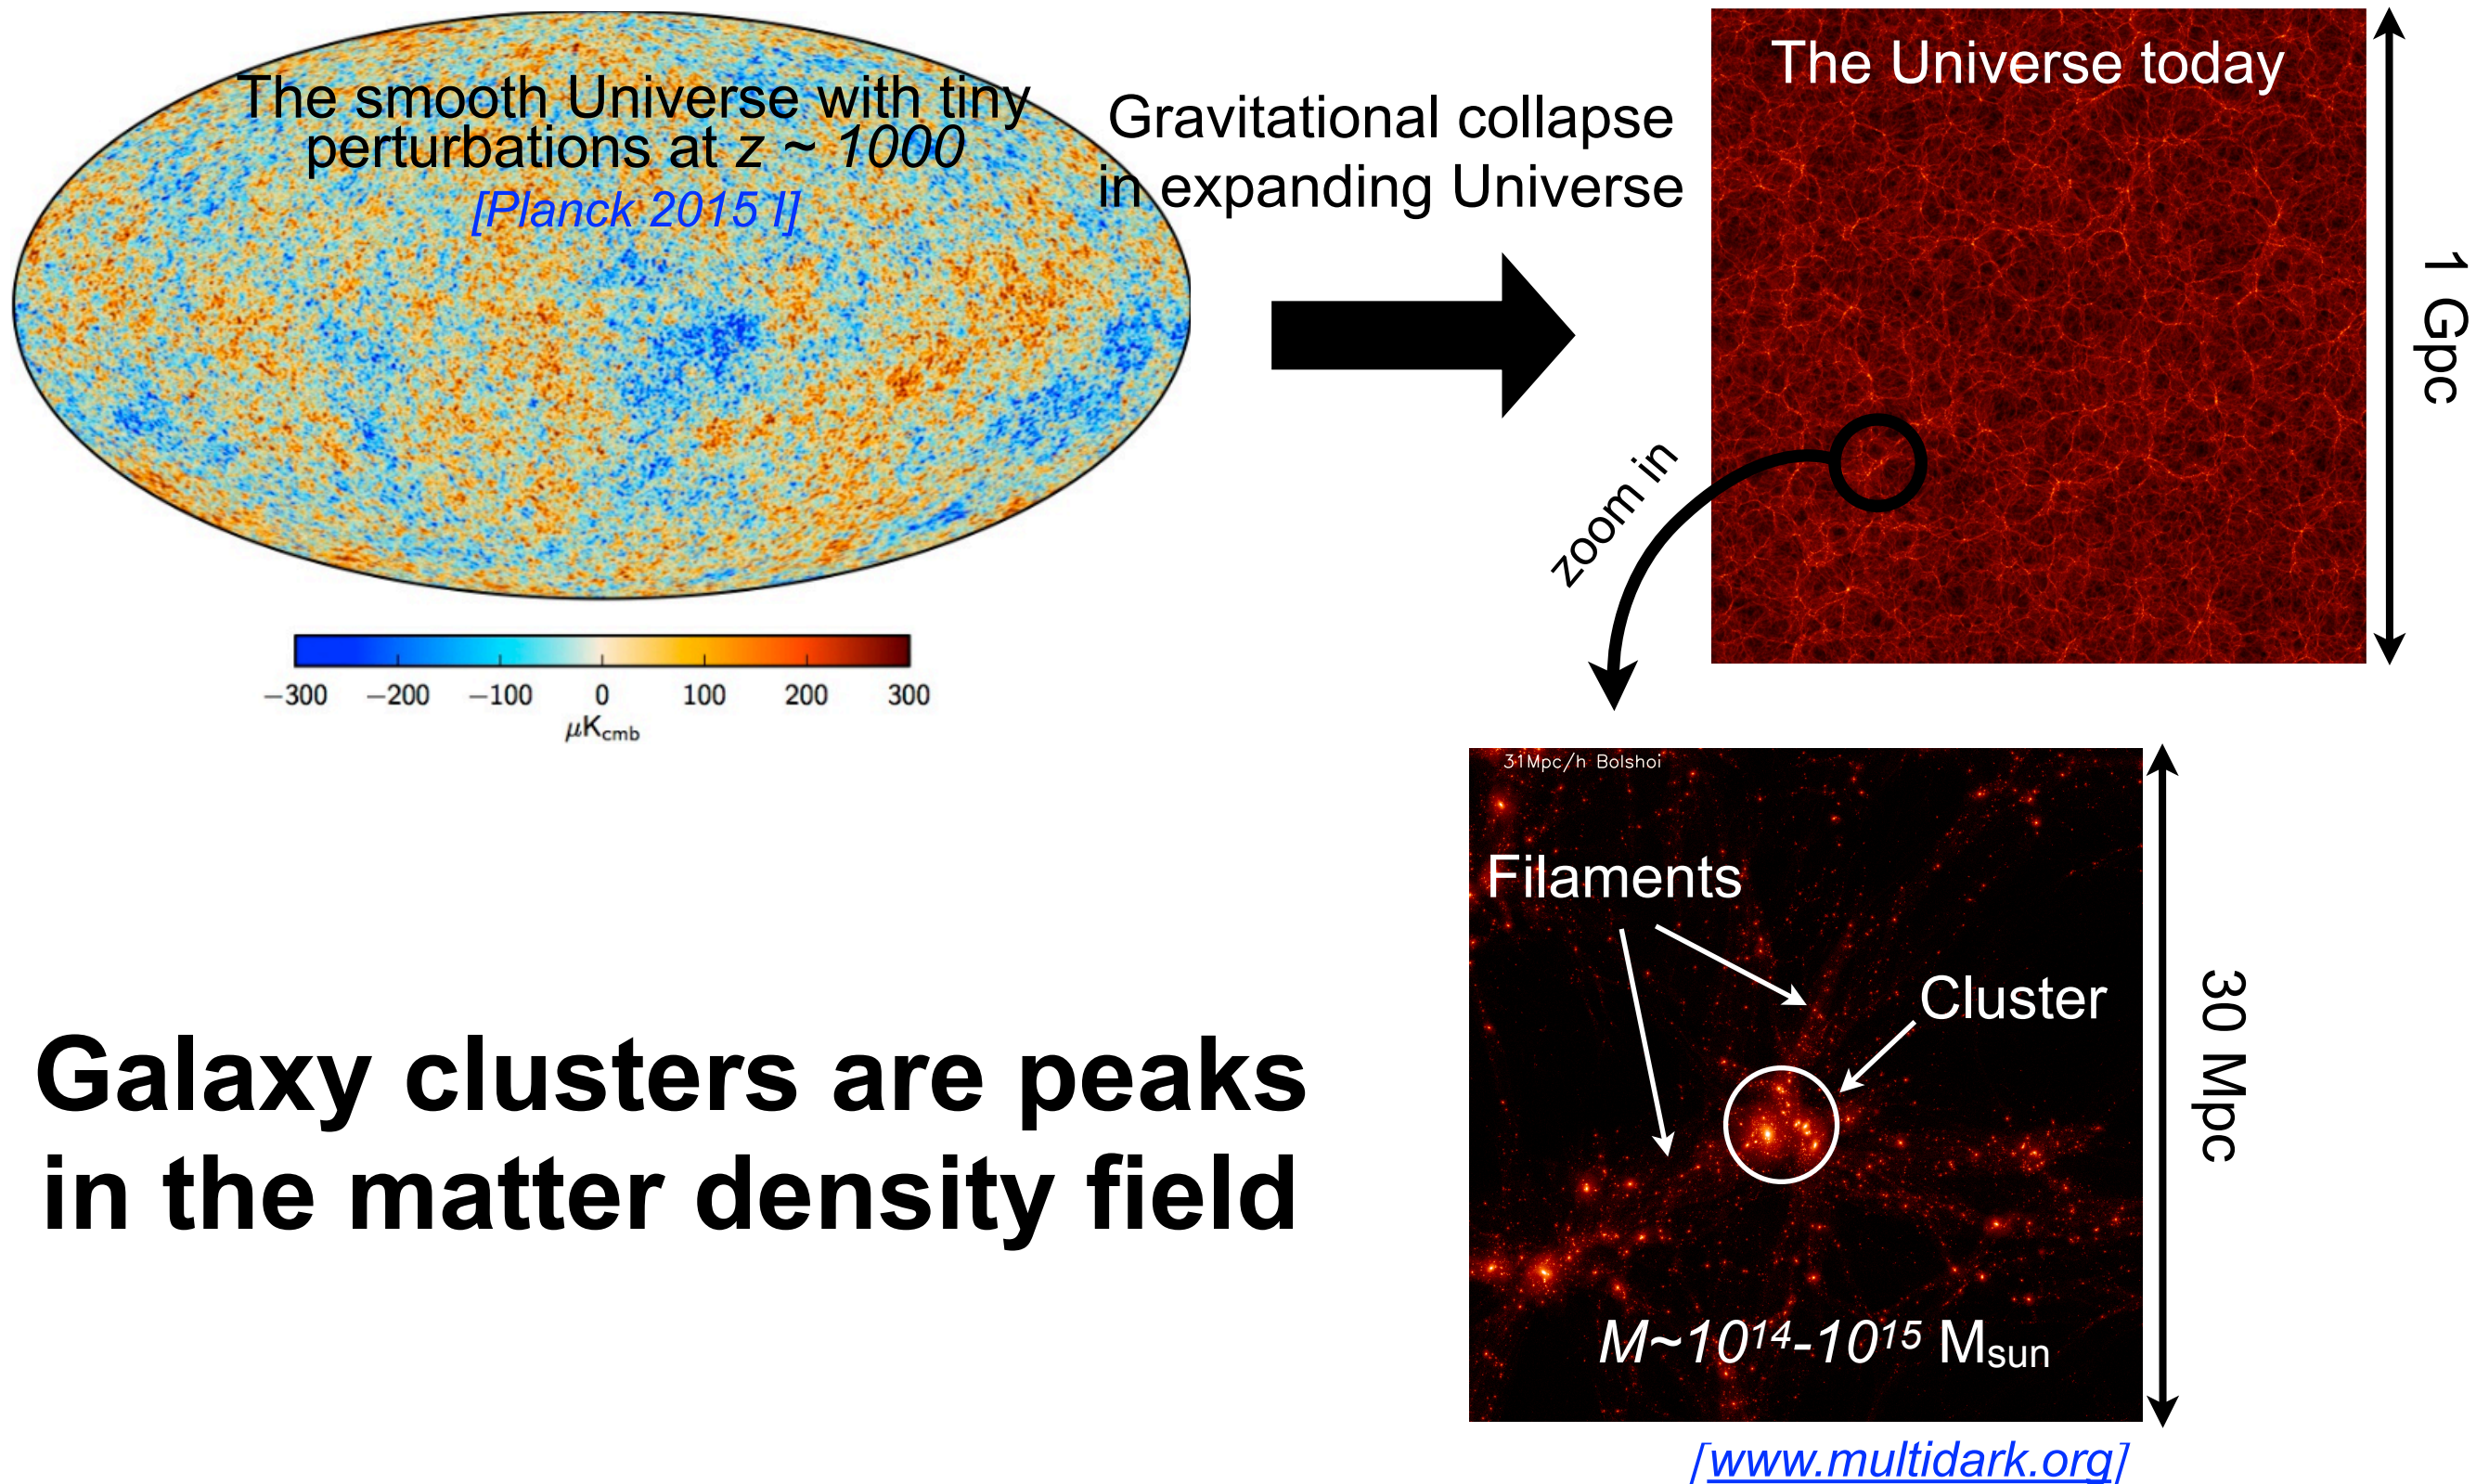 The smooth Universe with tiny
perturbations at z ~ 1000
[Planck 2015 I]
−300 −200 −100 0 100 200 300
μKcmb
Gravitational collapse
in expanding Universe
The Universe today
1 Gpc
zoom in
31Mpc/h Bolshoi
Filaments
Cluster
M~10¹⁴-10¹⁵ Msun
30 Mpc
[www.multidark.org]
Galaxy clusters are peaks
in the matter density field